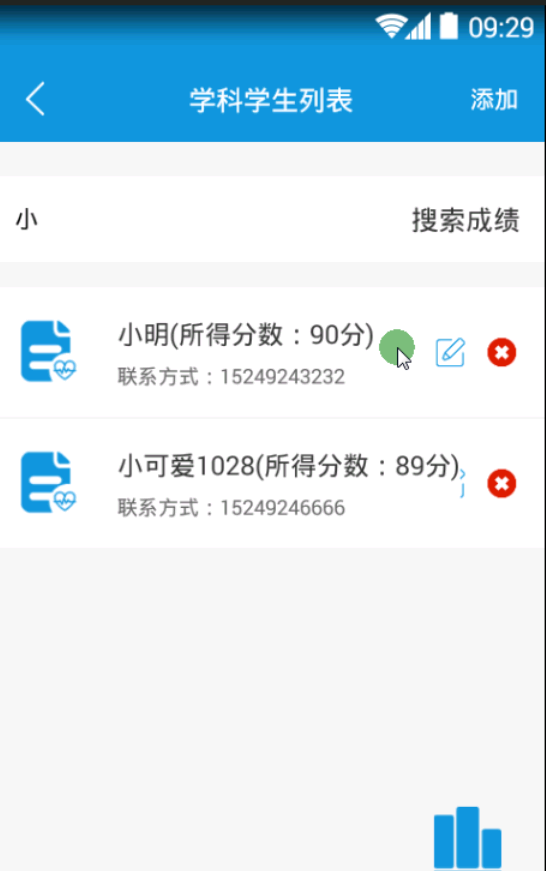 09:29
学科学生列表 添加
小 搜索成绩
小明(所得分数：90分)
联系方式：15249243232
小可爱1028(所得分数：89分)
联系方式：15249246666